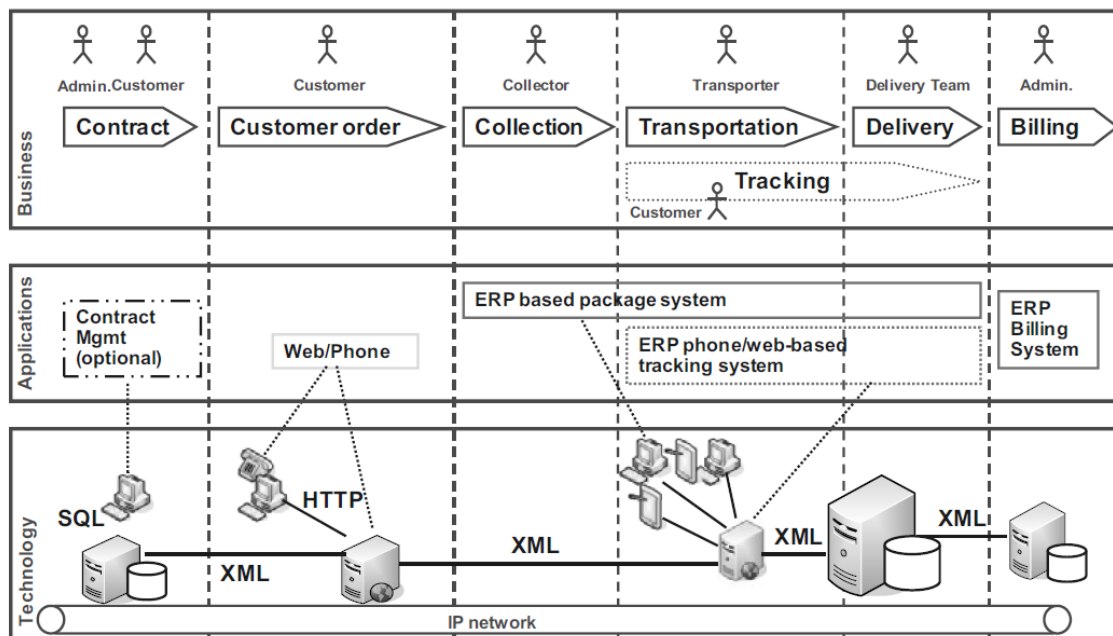 Business
Admin.
Customer
Customer
Collector
Transporter
Delivery Team
Admin.
Contract
Customer order
Collection
Transportation
Delivery
Billing
Tracking
Customer
Applications
Contract
Mgmt
(optional)
Web/Phone
ERP based package system
ERP phone/web-based
tracking system
ERP
Billing
System
Technology
SQL
HTTP
XML
XML
XML
XML
IP network